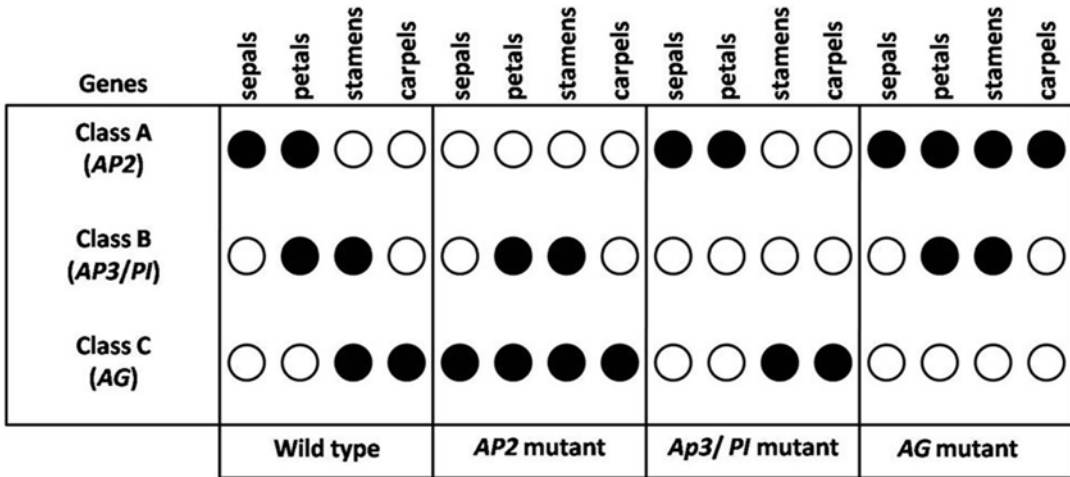 Genes
sepals petals stamens carpels sepals petals stamens carpels sepals petals stamens carpels sepals petals stamens carpels
Class A
(AP2)
Class B
(AP3/PI)
Class C
(AG)
Wild type AP2 mutant Ap3/ PI mutant AG mutant